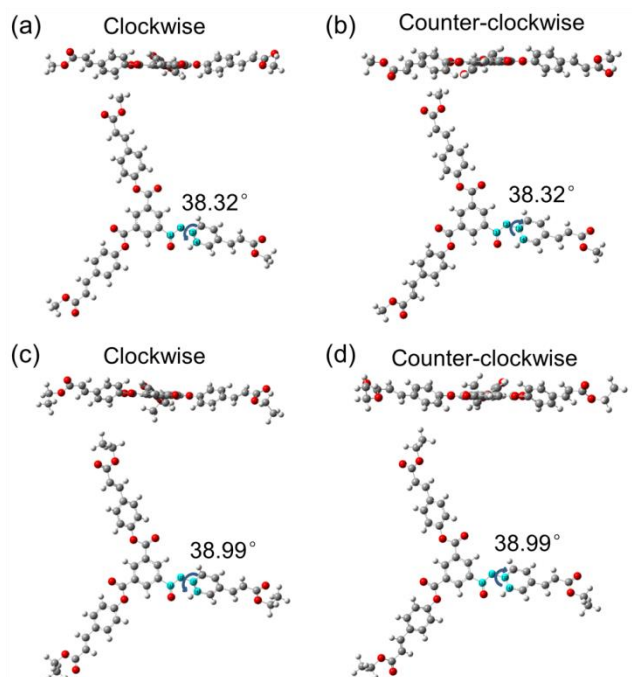 (a) Clockwise
(b) Counter-clockwise
38.32°
38.32°
(c) Clockwise
(d) Counter-clockwise
38.99°
38.99°